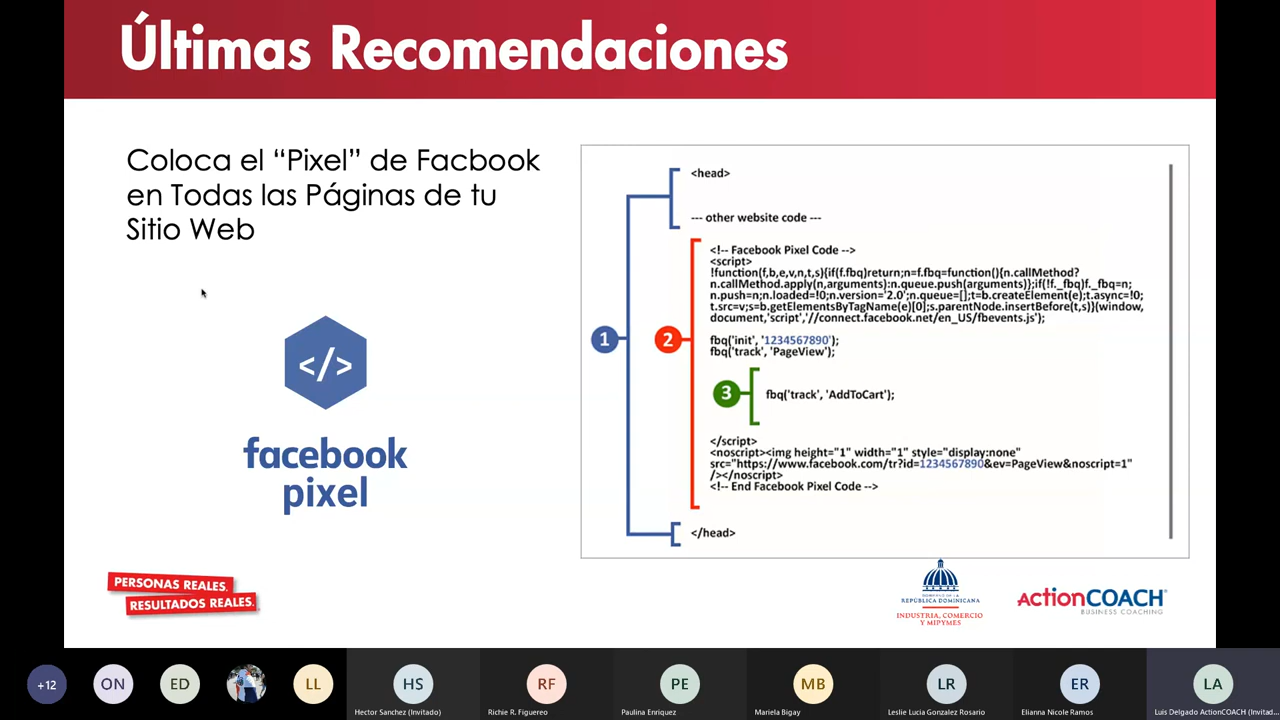 Últimas Recomendaciones
Coloca el “Pixel” de Facbook
en Todas las Páginas de tu
Sitio Web
</>
facebook
pixel
<head>
--- other website code ---
<!-- Facebook Pixel Code -->
<script>
!function(f,b,e,v,n,t,s){if(f.fbq)return;n=f.fbq=function(){n.callMethod?
n.callMethod.apply(n,arguments):n.queue.push(arguments)};if(!f._fbq)f._fbq=n;
n.push=n;n.loaded=!0;n.version='2.0';n.queue=[];t=b.createElement(e);t.async=!0;
t.src=v;s=b.getElementsByTagName(e)[0];s.parentNode.insertBefore(t,s)}(window,
document,'script','//connect.facebook.net/en_US/fbevents.js');
1
2
fbq('init', '1234567890');
fbq('track', 'PageView');
3
fbq('track', 'AddToCart');
</script>
<noscript><img height="1" width="1" style="display:none"
src="https://www.facebook.com/tr?id=1234567890&ev=PageView&noscript=1"
/></noscript>
<!-- End Facebook Pixel Code -->
</head>
PERSONAS REALES.
RESULTADOS REALES.
GOBIERNO DE LA
REPÚBLICA DOMINICANA
INDUSTRIA, COMERCIO
Y MIPYMES
ActionCOACH
BUSINESS COACHING
+12
ON
ED
LL
HS
RF
PE
MB
LR
ER
LA
Hector Sanchez (Invitado)
Richie R. Figuereo
Paulina Enriquez
Mariela Bigay
Leslie Lucia Gonzalez Rosario
Elianna Nicole Ramos
Luis Delgado ActionCOACH (Invitad...